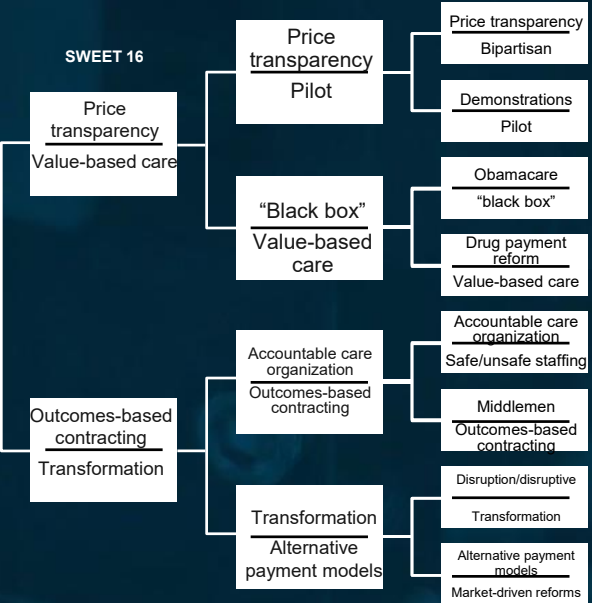 SWEET 16
Price
transparency
Value-based care
Outcomes-based
contracting
Transformation
Price
transparency
Pilot
“Black box”
Value-based
care
Accountable care
organization
Outcomes-based
contracting
Transformation
Alternative
payment models
Price transparency
Bipartisan
Demonstrations
Pilot
Obamacare
“black box”
Drug payment
reform
Value-based care
Accountable care
organization
Safe/unsafe staffing
Middlemen
Outcomes-based
contracting
Disruption/disruptive
Transformation
Alternative payment
models
Market-driven reforms